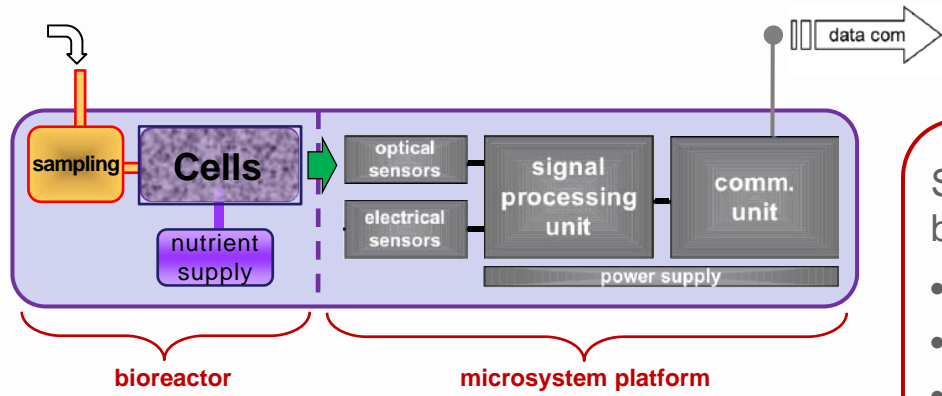 data com
sampling
Cells
nutrient
supply
optical
sensors
electrical
sensors
signal
processing
unit
comm.
unit
power supply
bioreactor
microsystem platform